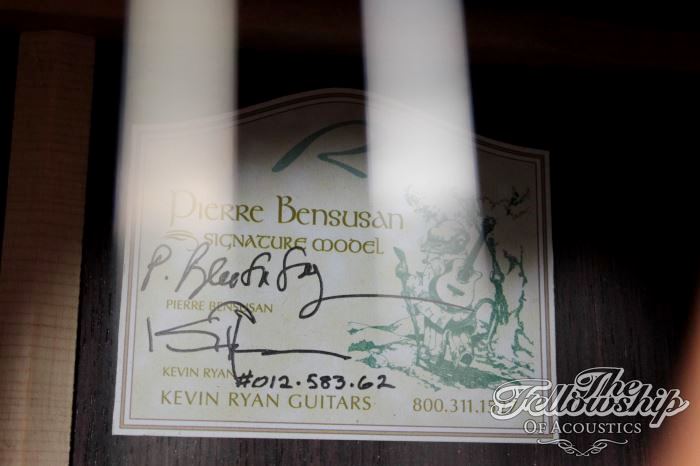 Pierre Bensusan
SIGNATURE MODEL
P. Bensusan
PIERRE BENSUSAN
KEVIN RYAN
#012.583.62
KEVIN RYAN GUITARS 800.311.15
The
Fellowship
OF ACOUSTICS